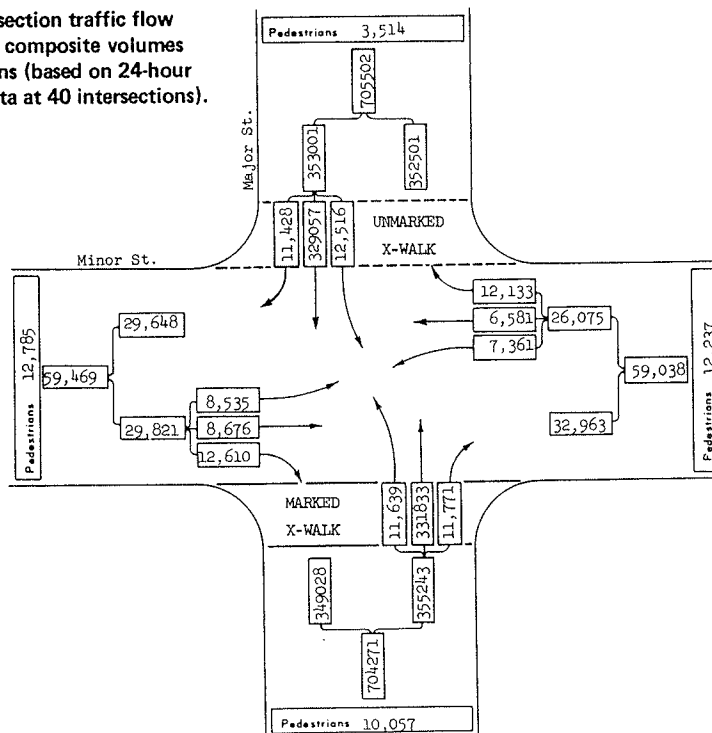 section traffic flow
composite volumes
ns (based on 24-hour
ta at 40 intersections).
Pedestrians 3,514
705502
353001
352501
Major St.
11,428
329057
12,516
UNMARKED
X-WALK
Minor St.
Pedestrians 12,785
59,469
29,648
29,821
8,535
8,676
12,610
12,133
6,581
7,361
26,075
59,038
32,963
Pedestrians 12,237
MARKED
X-WALK
11,639
331833
11,771
349028
355243
704271
Pedestrians 10,057